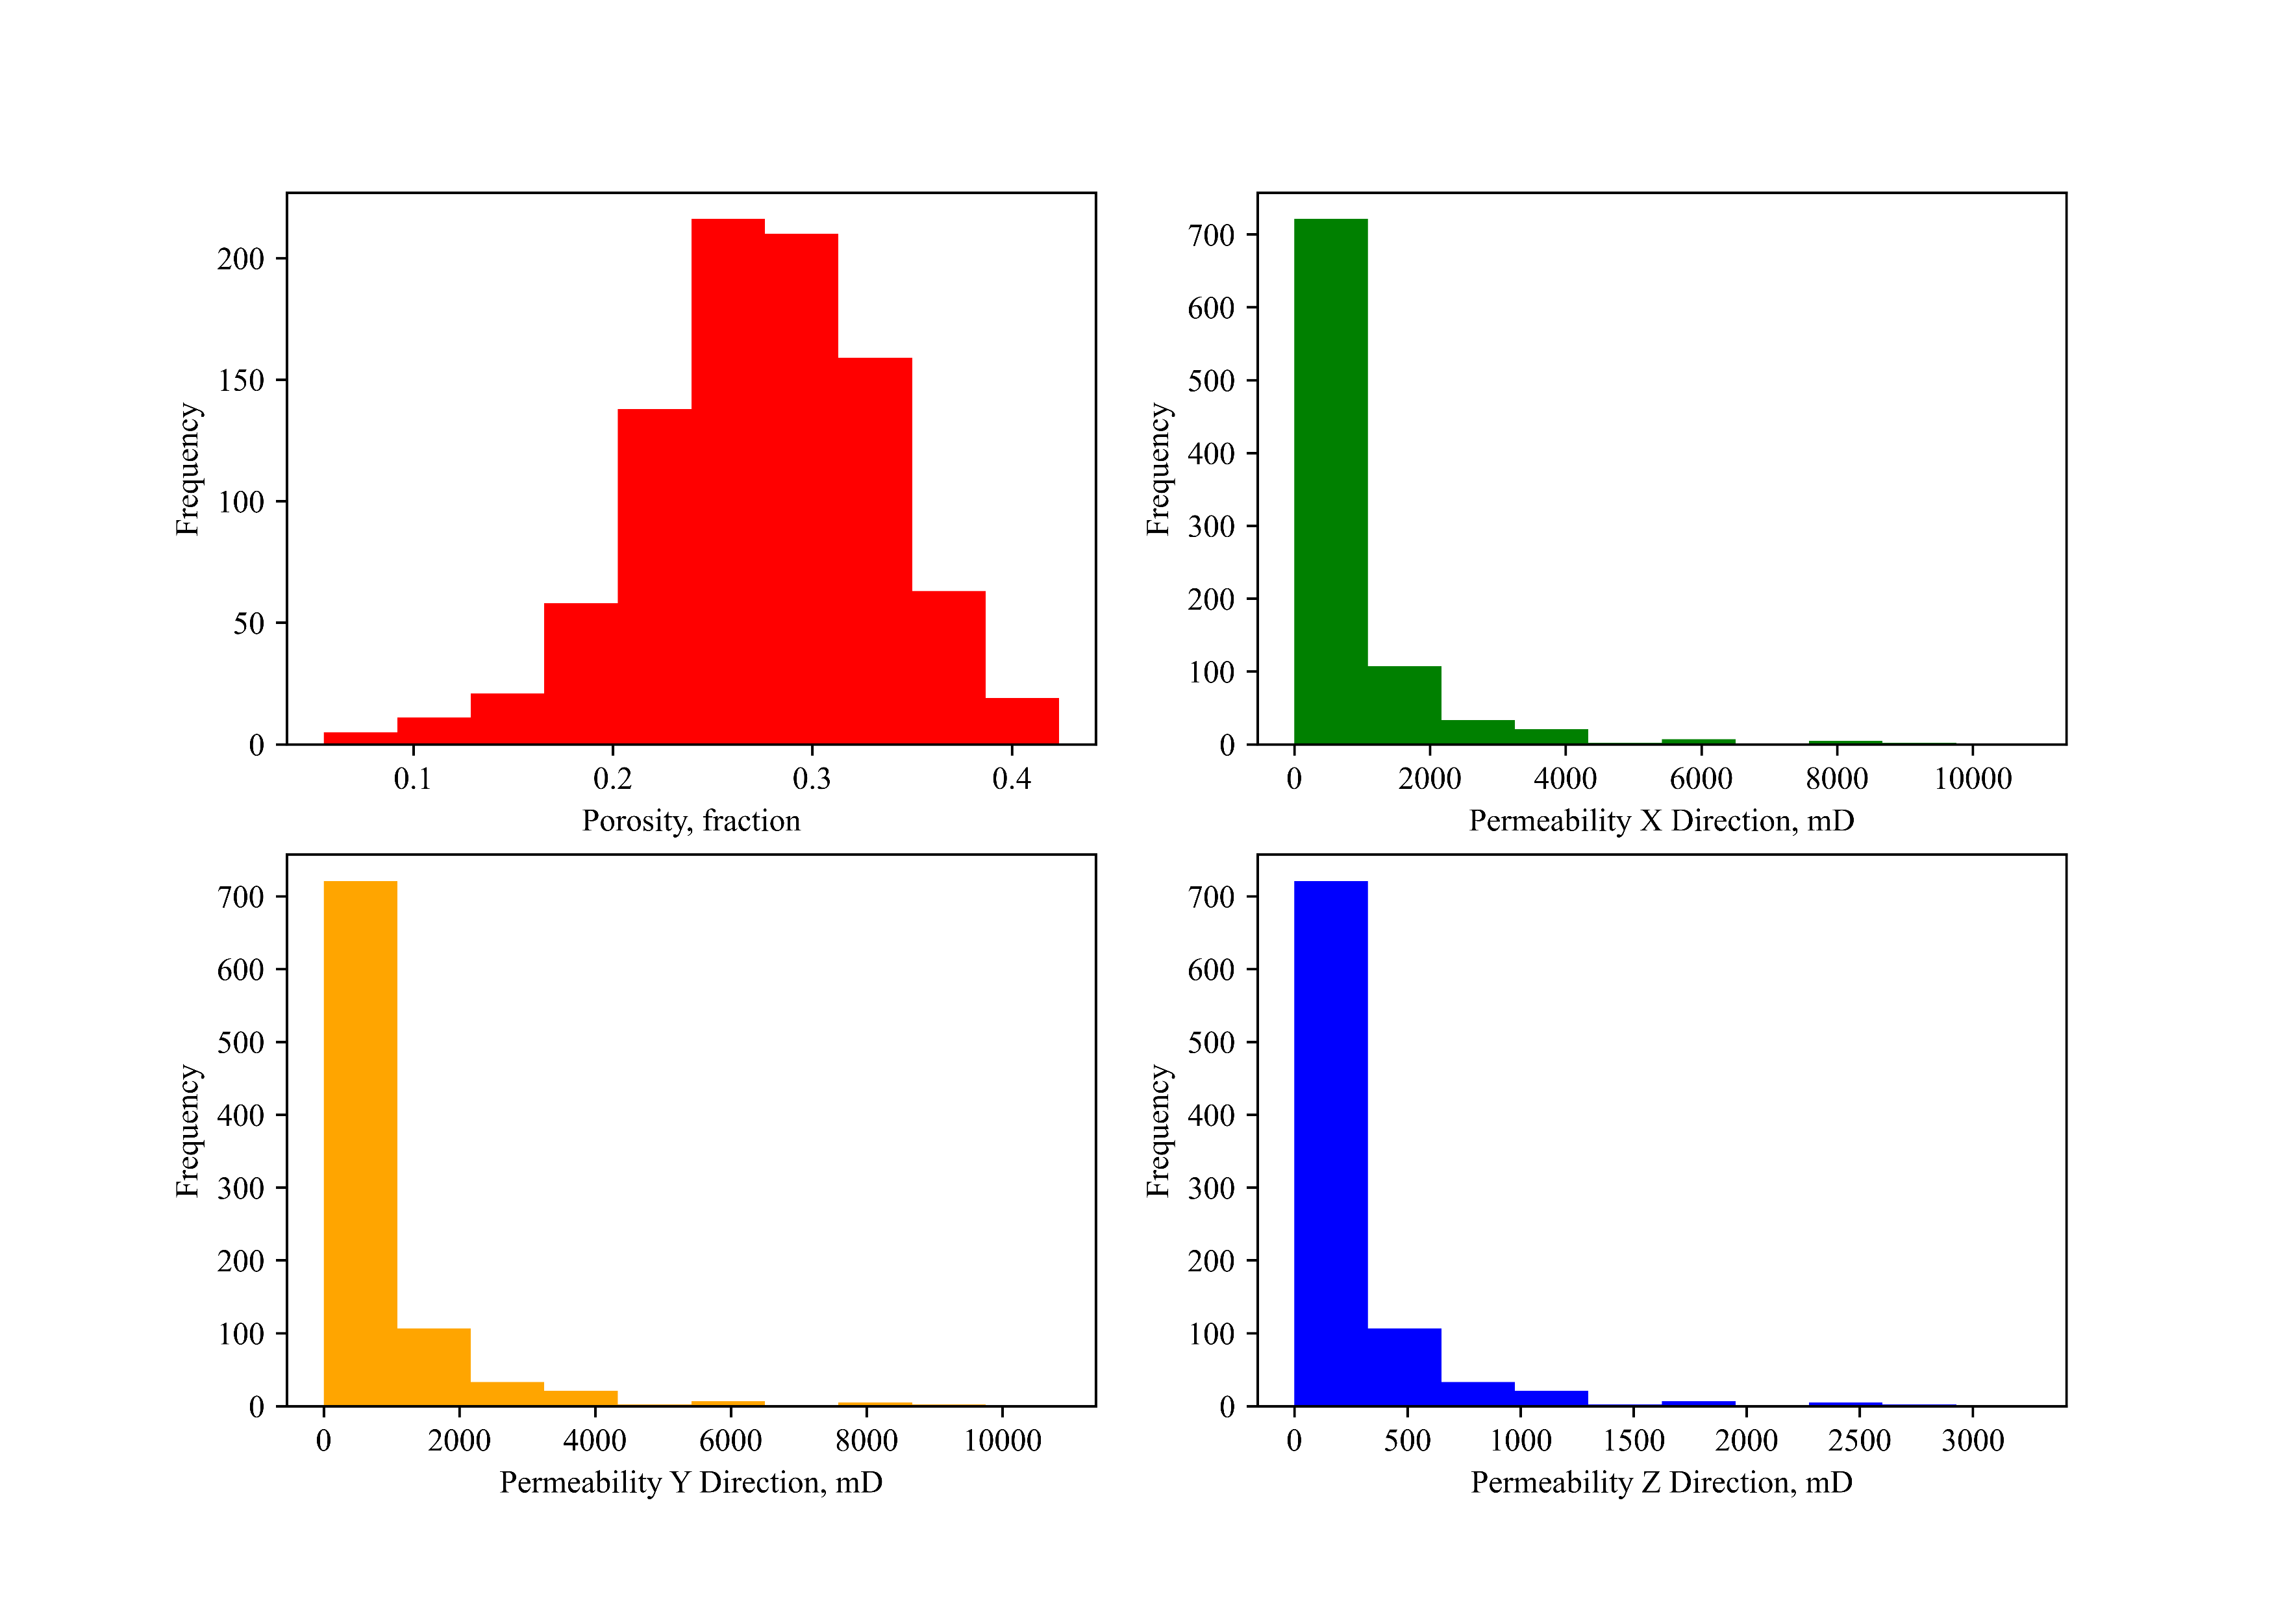 Frequency
200
150
100
50
0
0.1 0.2 0.3 0.4
Porosity, fraction
Frequency
700
600
500
400
300
200
100
0
0 2000 4000 6000 8000 10000
Permeability X Direction, mD
Frequency
700
600
500
400
300
200
100
0
0 2000 4000 6000 8000 10000
Permeability Y Direction, mD
Frequency
700
600
500
400
300
200
100
0
0 500 1000 1500 2000 2500 3000
Permeability Z Direction, mD